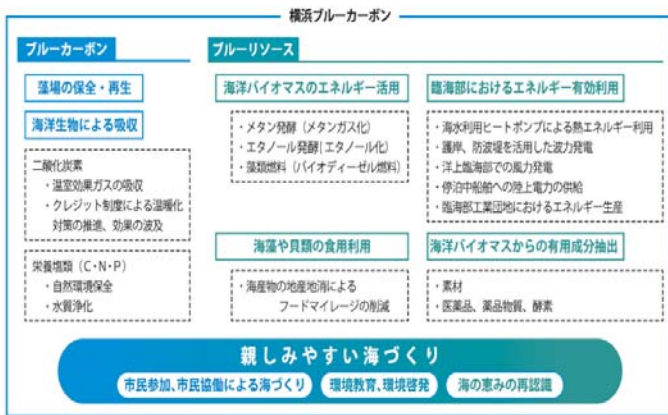 横浜ブルーカーボン
ブルーカーボン
藻場の保全・再生
海洋生物による吸収
二酸化炭素
・温室効果ガスの吸収
・クレジット制度による温暖化
対策の推進、効果の波及
栄養塩類（C・N・P）
・自然環境保全
・水質浄化
ブルーリソース
海洋バイオマスのエネルギー活用
・メタン発酵（メタンガス化）
・エタノール発酵［エタノール化）
・藻類燃料（バイオディーゼル燃料）
臨海部におけるエネルギー有効利用
・海水利用ヒートポンプによる熱エネルギー利用
・護岸、防波堤を活用した波力発電
・洋上臨海部での風力発電
・停泊中船舶への陸上電力の供給
・臨海部工業団地におけるエネルギー生産
海藻や貝類の食用利用
・海産物の地産地消による
フードマイレージの削減
海洋バイオマスからの有用成分抽出
・素材
・医薬品、薬品物質、酵素
親しみやすい海づくり
市民参加、市民協働による海づくり
環境教育、環境啓発
海の恵みの再認識